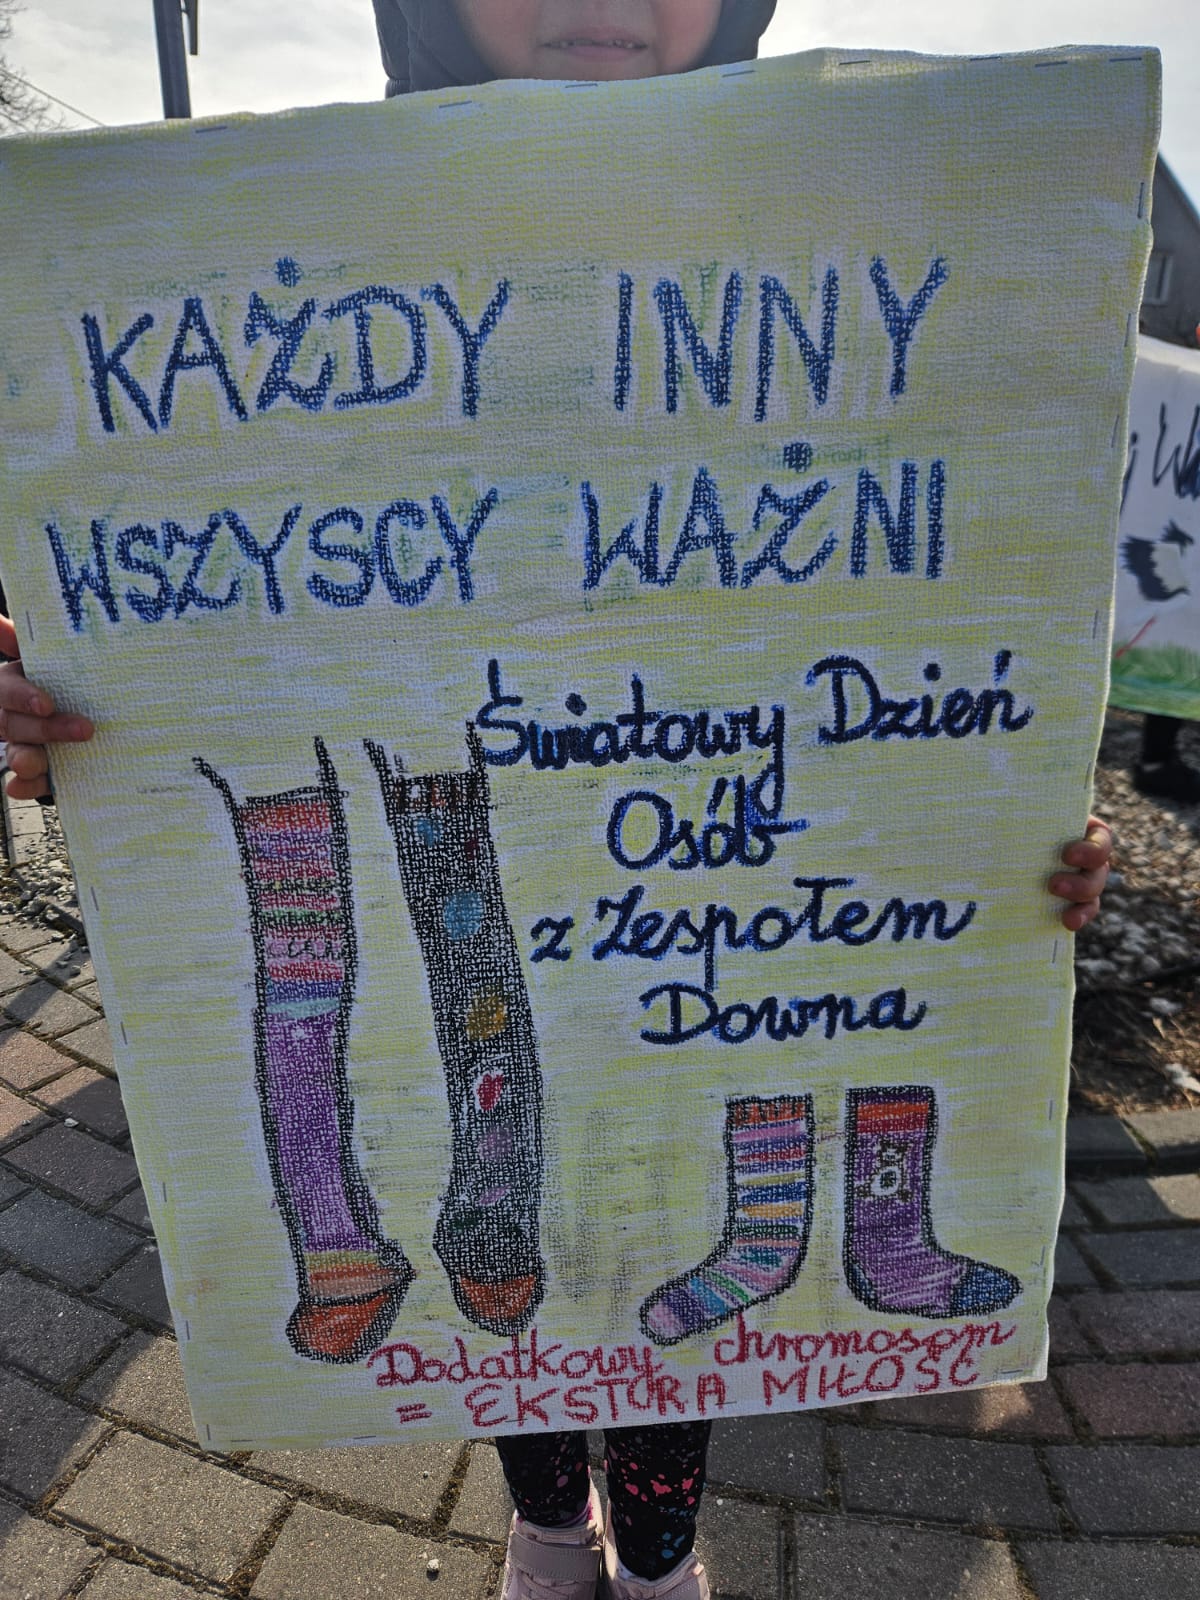 KAŻDY INNY
WSZYSCY WAŻNI
Światowy Dzień
Osób
z Zespołem
Downa
Dodatkowy chromosom
= EKSTRA MIŁOŚĆ